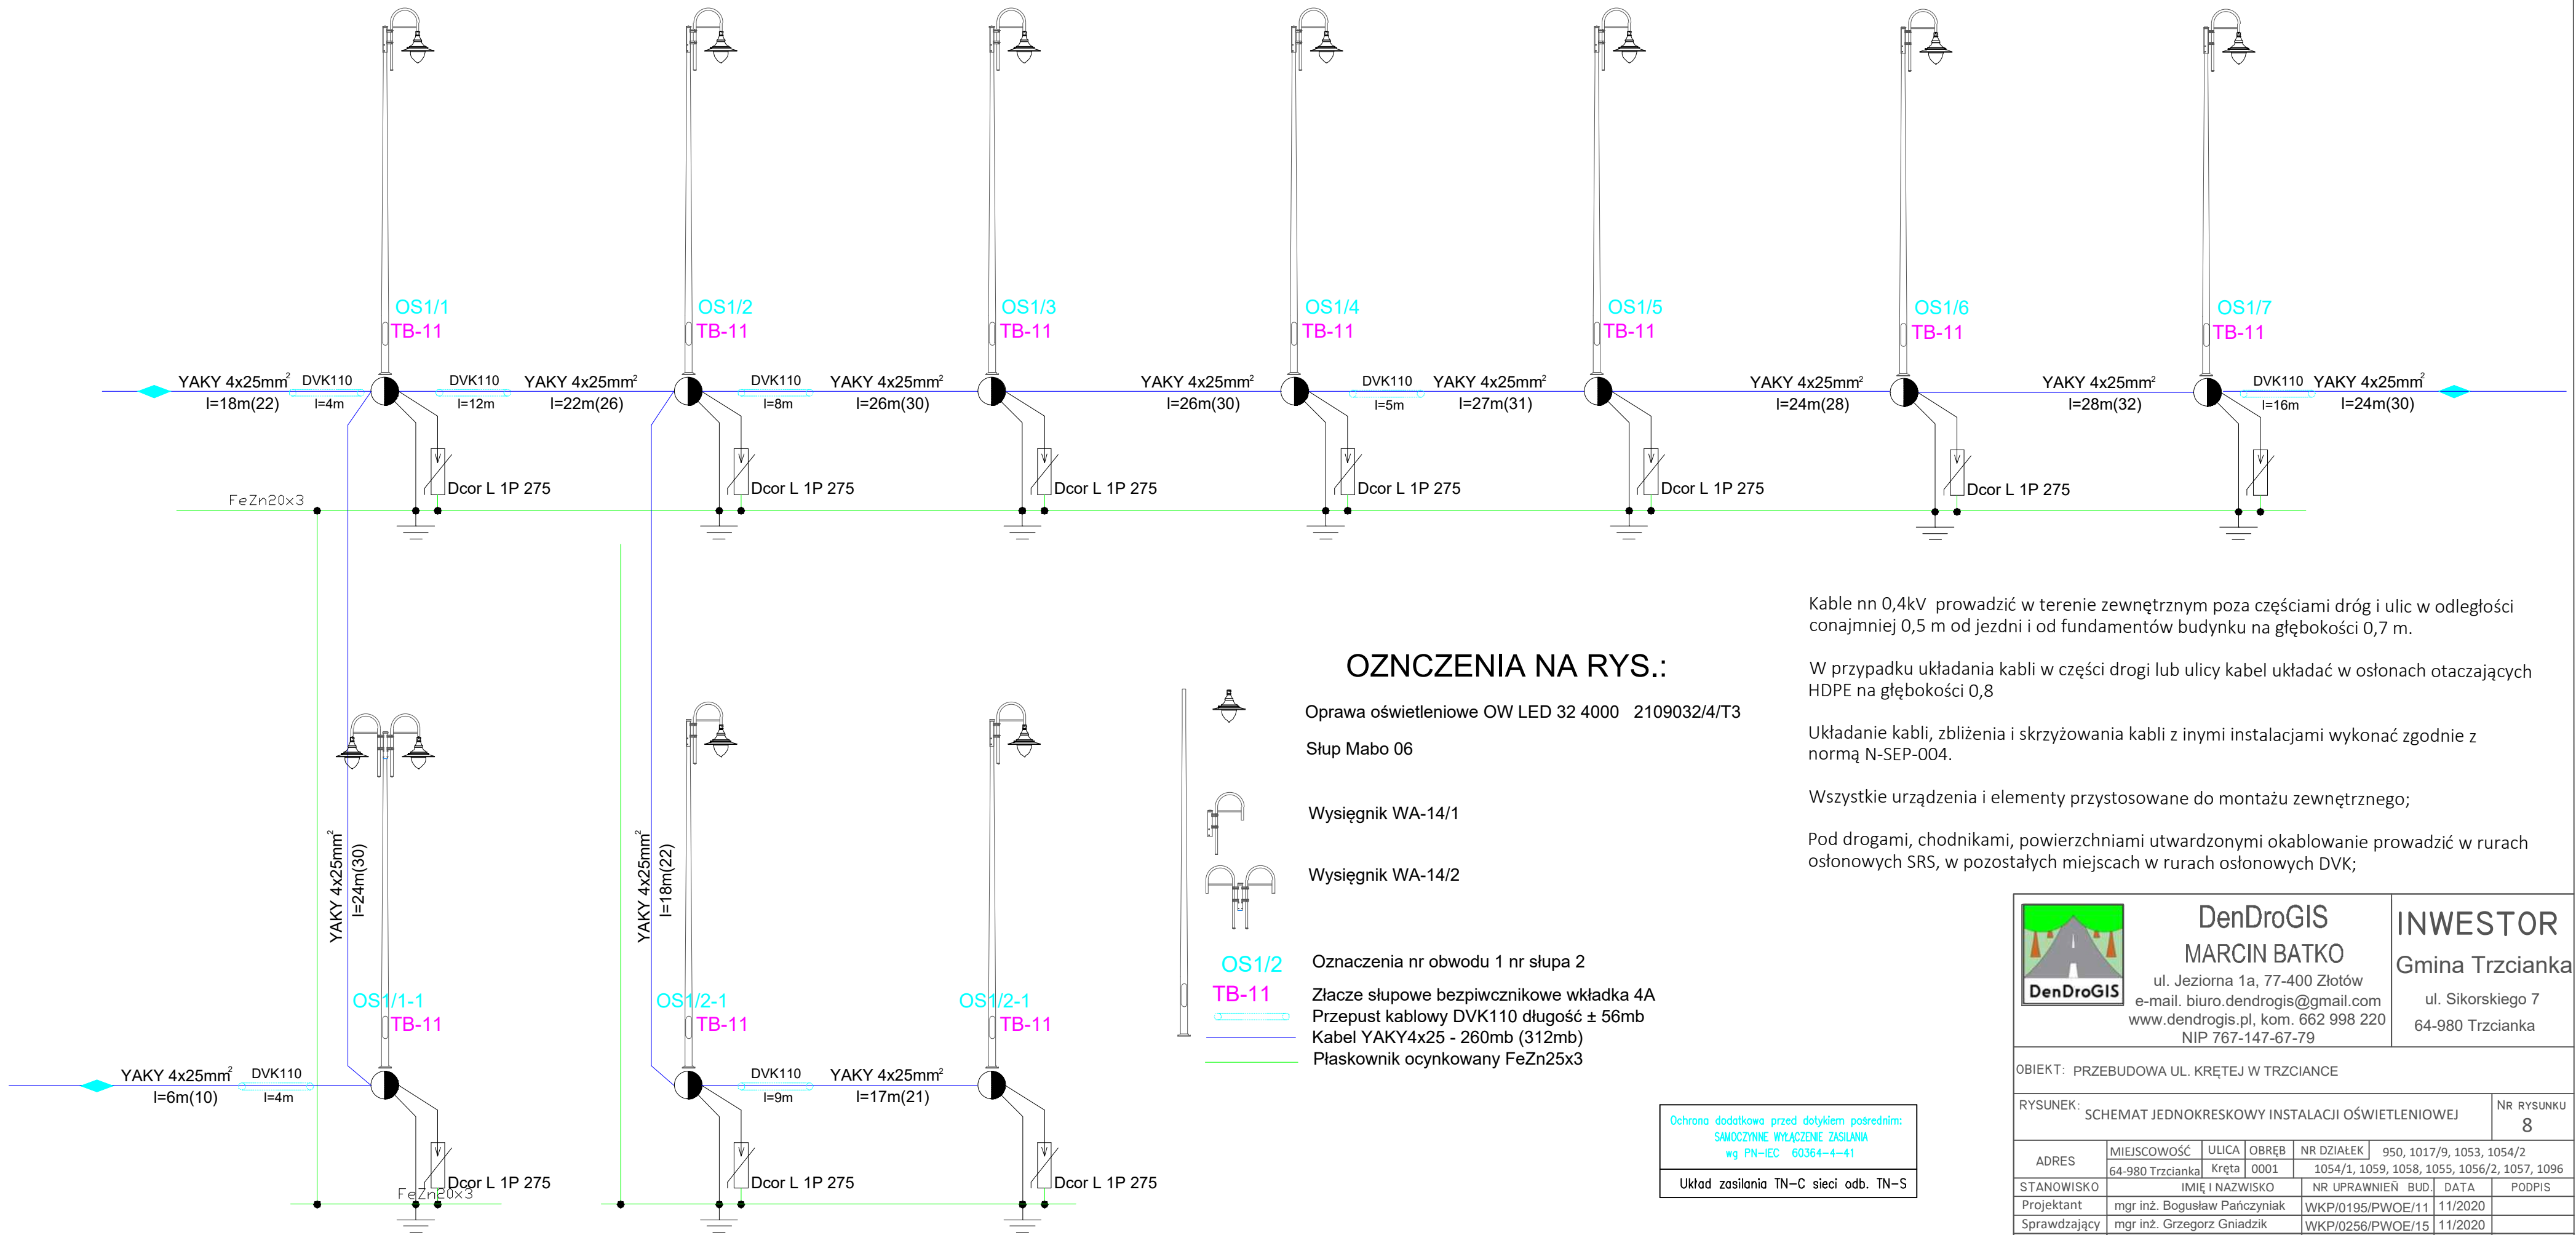 OS1/1
TB-11
OS1/2
TB-11
OS1/3
TB-11
OS1/4
TB-11
OS1/5
TB-11
OS1/6
TB-11
OS1/7
TB-11
YAKY 4x25mm²
l=18m(22)
DVK110
l=4m
DVK110
l=12m
YAKY 4x25mm²
l=22m(26)
DVK110
l=8m
YAKY 4x25mm²
l=26m(30)
YAKY 4x25mm²
l=26m(30)
DVK110
l=5m
YAKY 4x25mm²
l=27m(31)
YAKY 4x25mm²
l=24m(28)
YAKY 4x25mm²
l=28m(32)
DVK110
l=16m
YAKY 4x25mm²
l=24m(30)
Dcor L 1P 275
Dcor L 1P 275
Dcor L 1P 275
Dcor L 1P 275
Dcor L 1P 275
Dcor L 1P 275
FeZn20x3
YAKY 4x25mm²
l=24m(30)
YAKY 4x25mm²
l=18m(22)
OS1/1-1
TB-11
OS1/2-1
TB-11
OS1/2-1
TB-11
YAKY 4x25mm²
l=6m(10)
DVK110
l=4m
DVK110
l=9m
YAKY 4x25mm²
l=17m(21)
Dcor L 1P 275
Dcor L 1P 275
Dcor L 1P 275
FeZn20x3
OZNCZENIA NA RYS.:
Oprawa oświetleniowe OW LED 32 4000 2109032/4/T3
Słup Mabo 06
Wysięgnik WA-14/1
Wysięgnik WA-14/2
OS1/2 Oznaczenia nr obwodu 1 nr słupa 2
TB-11 Złacze słupowe bezpiwcznikowe wkładka 4A
Przepust kablowy DVK110 długość ± 56mb
Kabel YAKY4x25 - 260mb (312mb)
Płaskownik ocynkowany FeZn25x3
Kable nn 0,4kV prowadzić w terenie zewnętrznym poza częściami dróg i ulic w odległości
conajmniej 0,5 m od jezdni i od fundamentów budynku na głębokości 0,7 m.
W przypadku układania kabli w części drogi lub ulicy kabel układać w osłonach otaczających
HDPE na głębokości 0,8
Układanie kabli, zbliżenia i skrzyżowania kabli z inymi instalacjami wykonać zgodnie z
normą N-SEP-004.
Wszystkie urządzenia i elementy przystosowane do montażu zewnętrznego;
Pod drogami, chodnikami, powierzchniami utwardzonymi okablowanie prowadzić w rurach
osłonowych SRS, w pozostałych miejscach w rurach osłonowych DVK;
Ochrona dodatkowa przed dotykiem pośrednim:
SAMOCZYNNE WYŁĄCZENIE ZASILANIA
wg PN-IEC 60364-4-41
Układ zasilania TN-C sieci odb. TN-S
DenDroGIS
DenDroGIS
MARCIN BATKO
ul. Jeziorna 1a, 77-400 Złotów
e-mail. biuro.dendrogis@gmail.com
www.dendrogis.pl, kom. 662 998 220
NIP 767-147-67-79
INWESTOR
Gmina Trzcianka
ul. Sikorskiego 7
64-980 Trzcianka
OBIEKT: PRZEBUDOWA UL. KRĘTEJ W TRZCIANCE
RYSUNEK: SCHEMAT JEDNOKRESKOWY INSTALACJI OŚWIETLENIOWEJ
NR RYSUNKU
8
ADRES
MIEJSCOWOŚĆ ULICA OBRĘB NR DZIAŁEK 950, 1017/9, 1053, 1054/2
64-980 Trzcianka Kręta 0001 1054/1, 1059, 1058, 1055, 1056/2, 1057, 1096
STANOWISKO IMIĘ I NAZWISKO NR UPRAWNIEŃ BUD. DATA PODPIS
Projektant mgr inż. Bogusław Pańczyniak WKP/0195/PWOE/11 11/2020
Sprawdzający mgr inż. Grzegorz Gniadzik WKP/0256/PWOE/15 11/2020